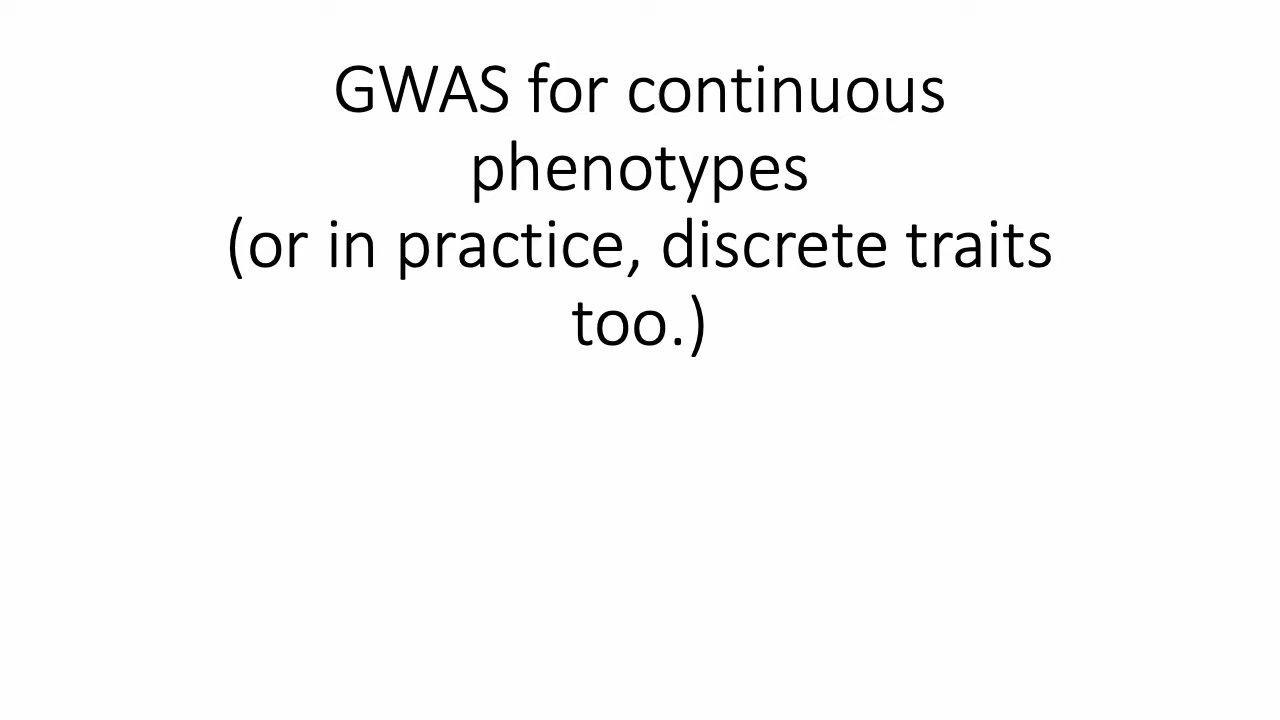 GWAS for continuous
phenotypes
(or in practice, discrete traits
too.)